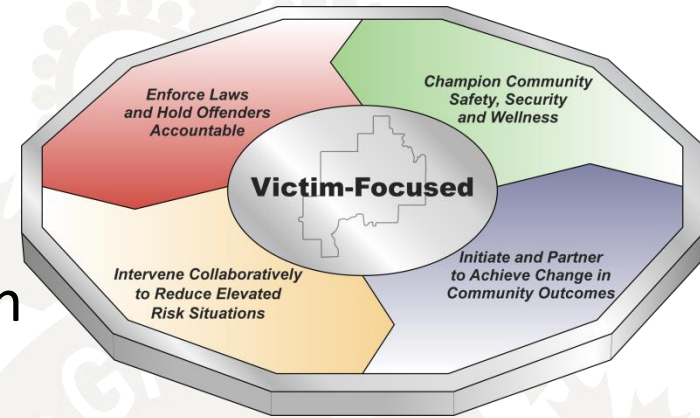 Enforce Laws
and Hold Offenders
Accountable
Champion Community
Safety, Security
and Wellness
Victim-Focused
Intervene Collaboratively
to Reduce Elevated
Risk Situations
Initiate and Partner
to Achieve Change in
Community Outcomes